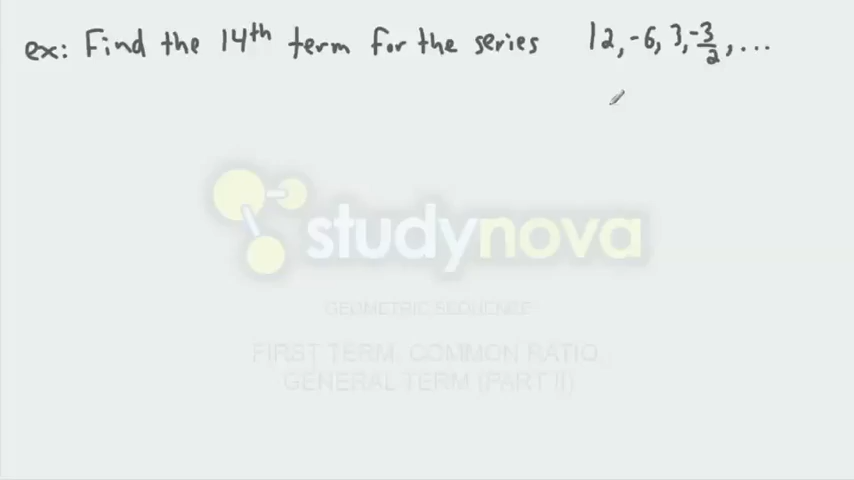 ex: Find the 14th term for the series 12, -6, 3, -3/2, ...
studynova
GEOMETRIC SEQUENCE
FIRST TERM, COMMON RATIO,
GENERAL TERM (PART II)